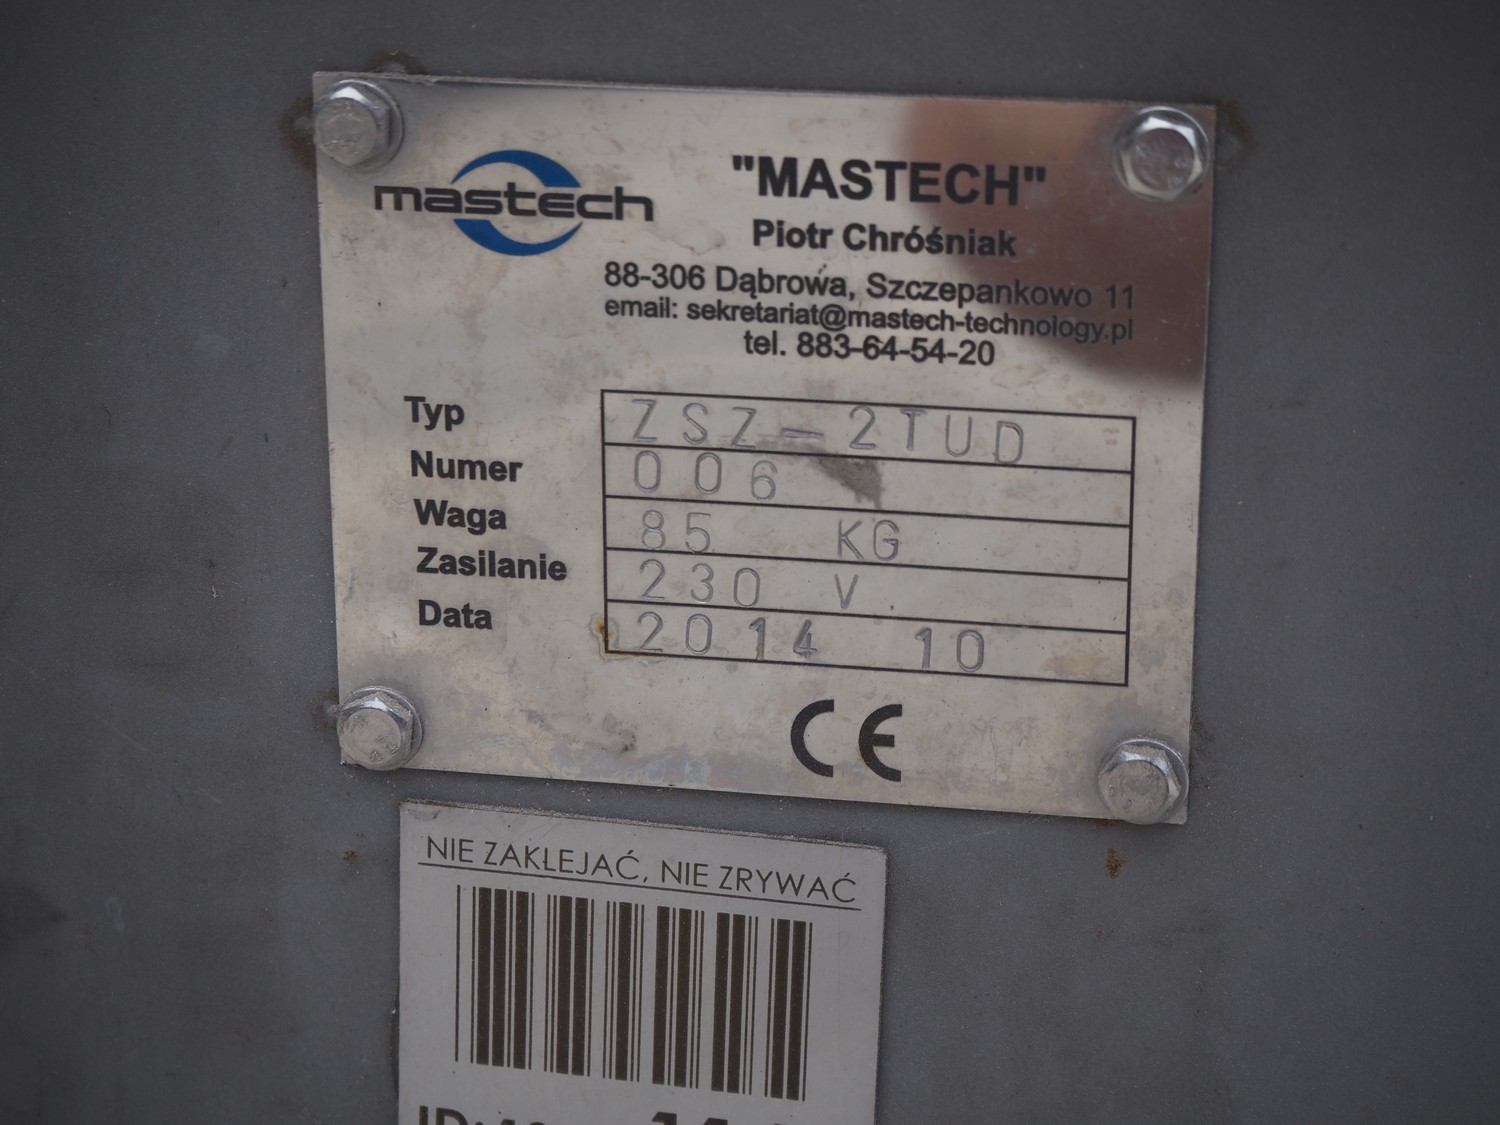 mastech
"MASTECH"
Piotr Chróśniak
88-306 Dąbrowa, Szczepankowo 11
email: sekretariat@mastech-technology.pl
tel. 883-64-54-20
Typ ZSZ-2TUD
Numer 006
Waga 85 KG
Zasilanie 230 V
Data 2014 10
CE
NIE ZAKLEJAĆ, NIE ZRYWAĆ